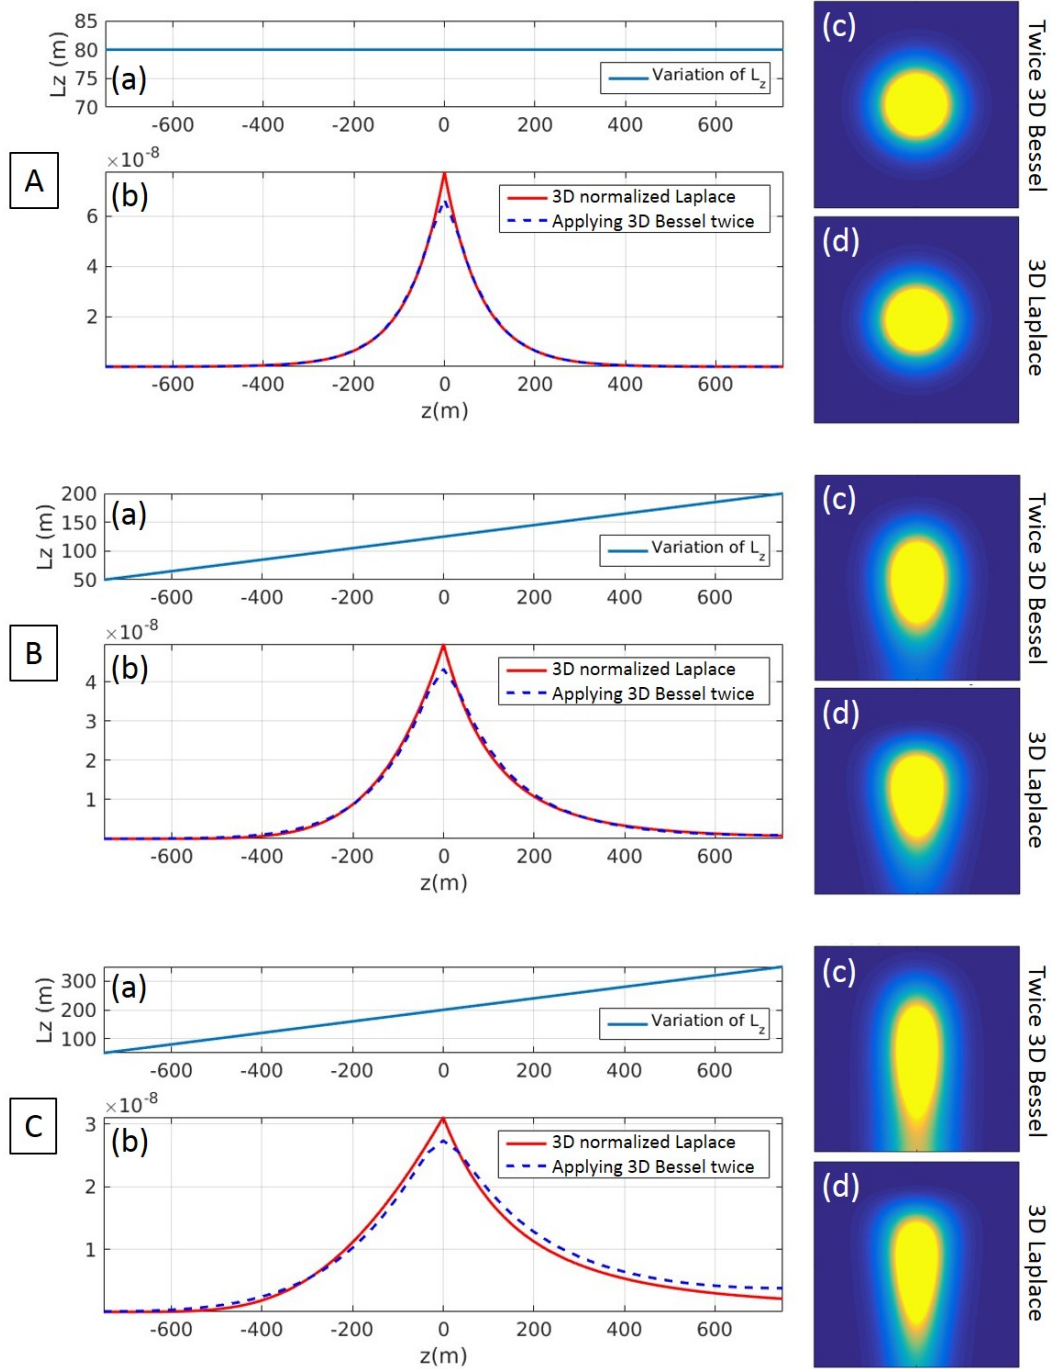 A
85
80
75
70
Lz (m)
(a)
Variation of L_z
-600 -400 -200 0 200 400 600
×10^-8
(b)
3D normalized Laplace
Applying 3D Bessel twice
6
4
2
-600 -400 -200 0 200 400 600
z(m)
(c)
Twice 3D Bessel
(d)
3D Laplace
B
200
150
100
50
Lz (m)
(a)
Variation of L_z
-600 -400 -200 0 200 400 600
×10^-8
(b)
3D normalized Laplace
Applying 3D Bessel twice
4
3
2
1
-600 -400 -200 0 200 400 600
z(m)
(c)
Twice 3D Bessel
(d)
3D Laplace
C
300
200
100
Lz (m)
(a)
Variation of L_z
-600 -400 -200 0 200 400 600
×10^-8
(b)
3D normalized Laplace
Applying 3D Bessel twice
3
2
1
-600 -400 -200 0 200 400 600
z(m)
(c)
Twice 3D Bessel
(d)
3D Laplace